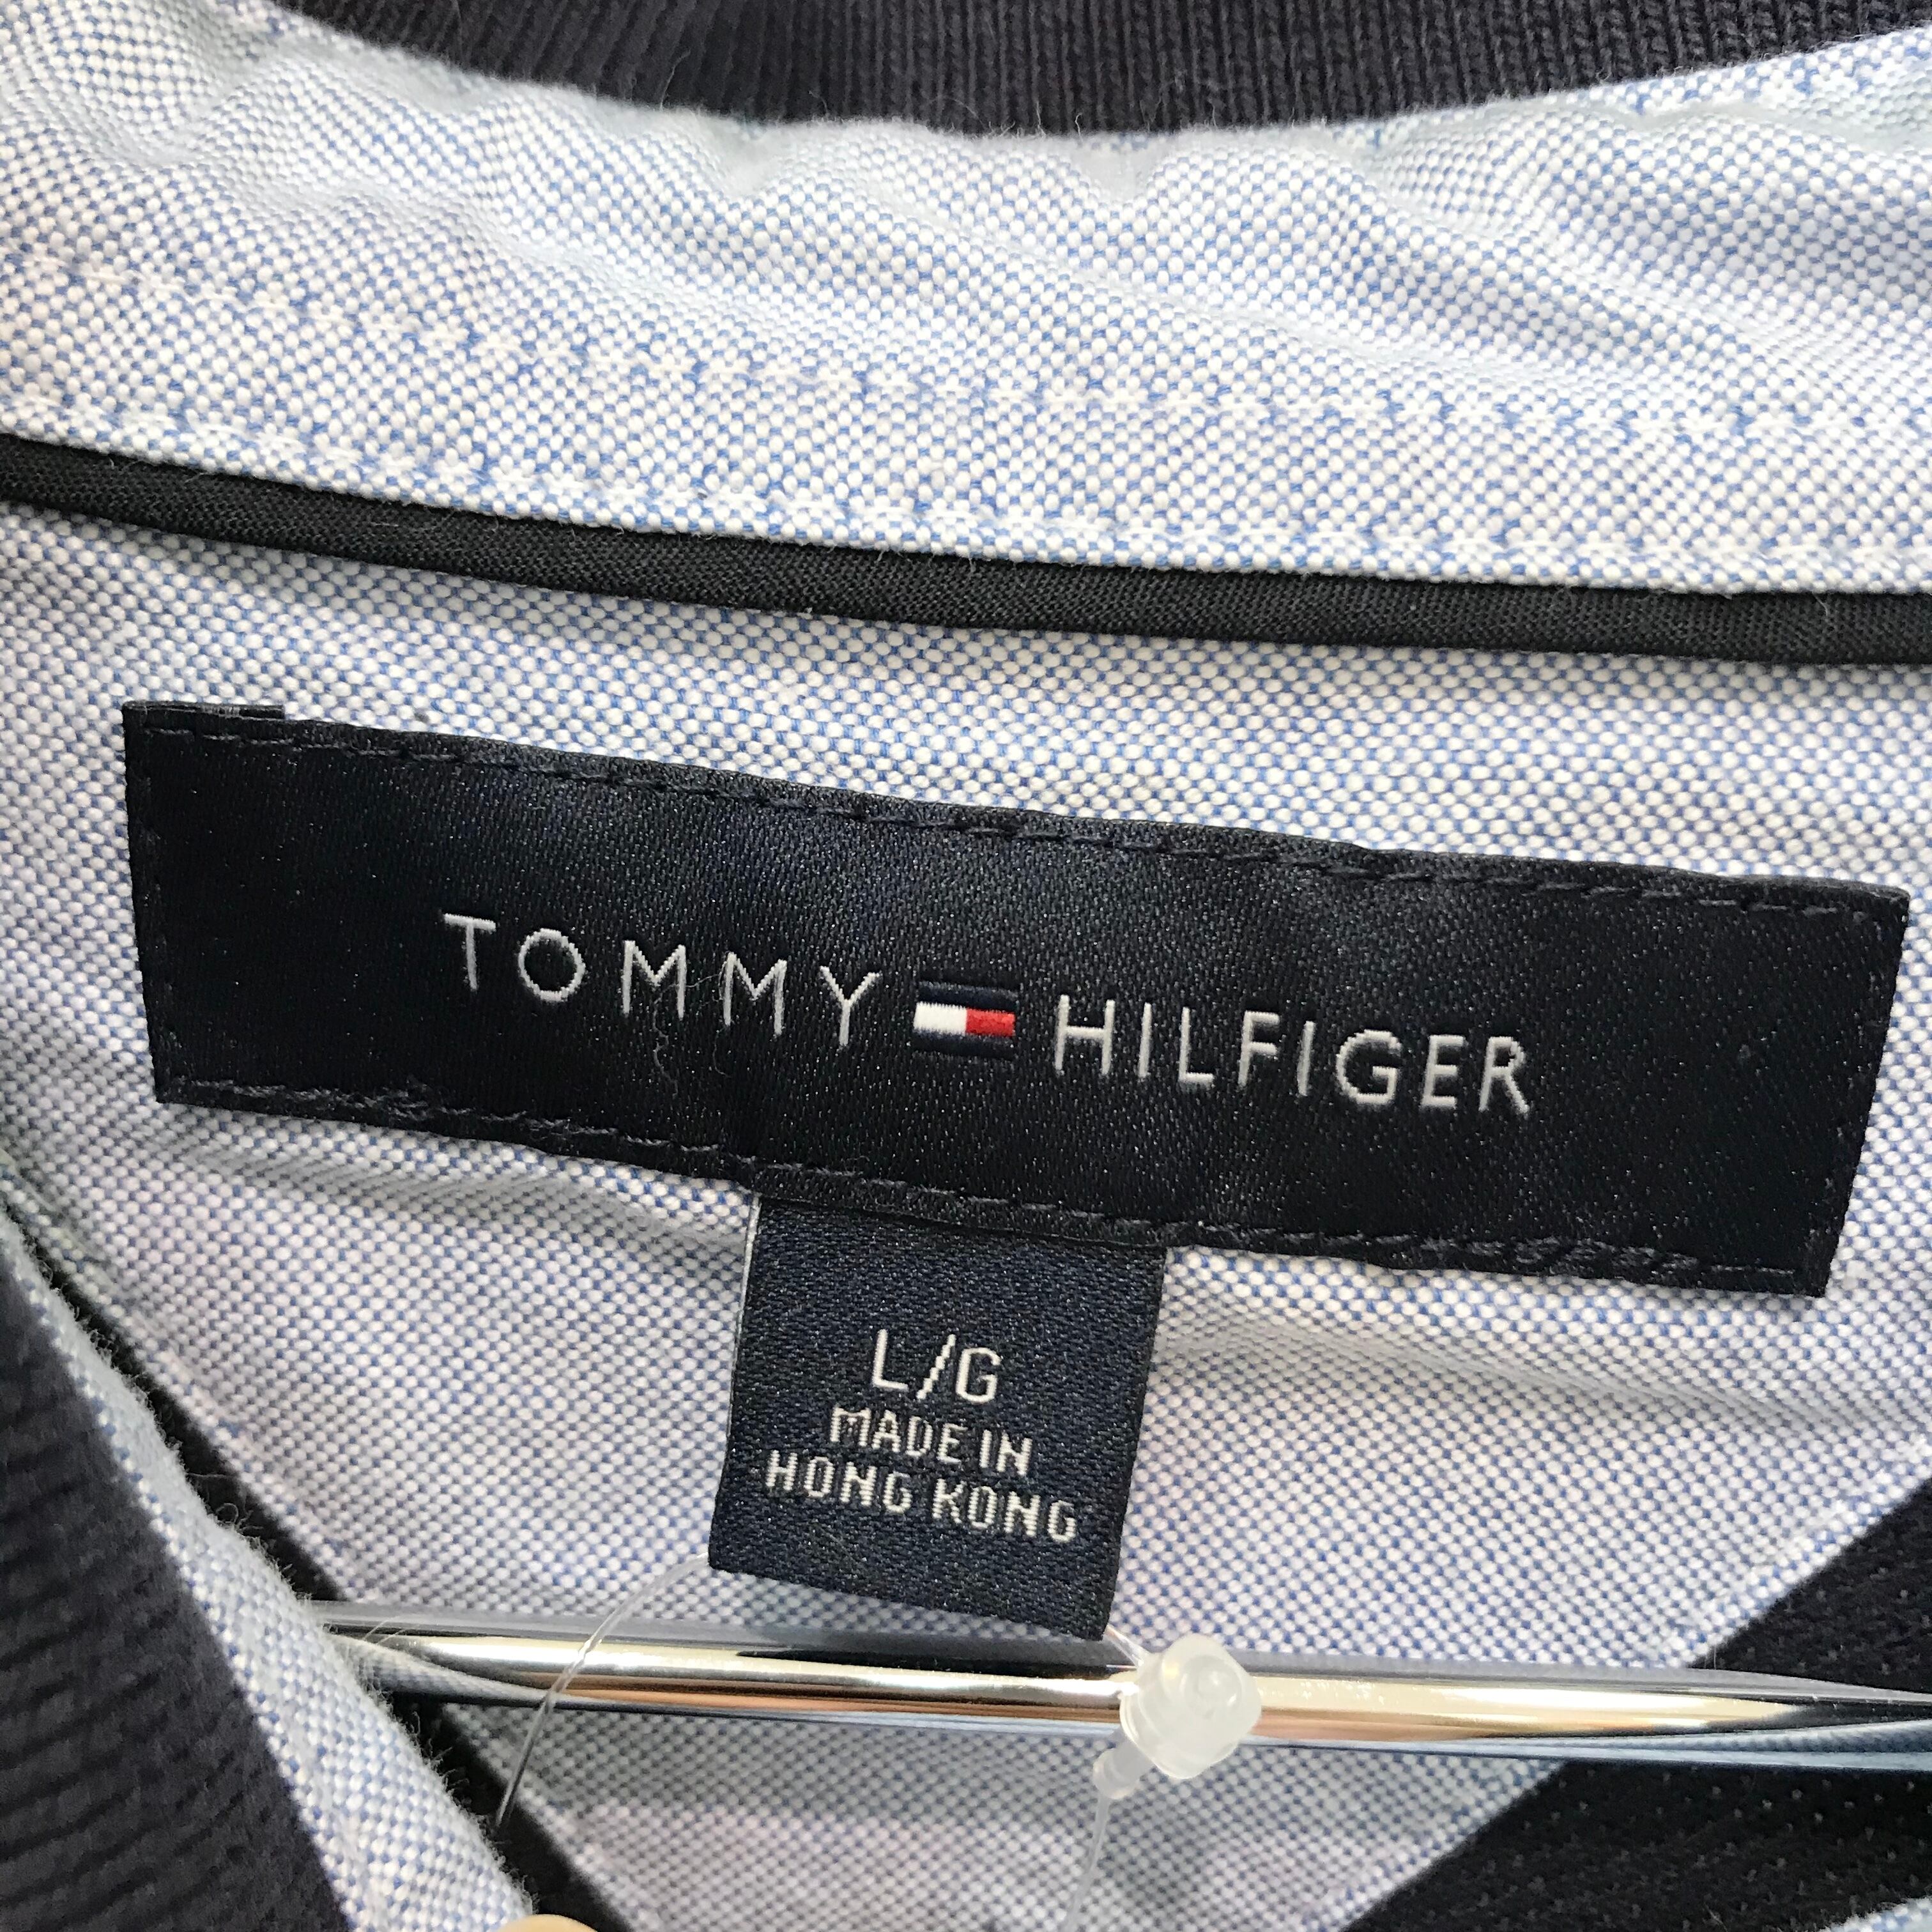 TOMMY HILFIGER
L/G
MADE IN
HONG KONG